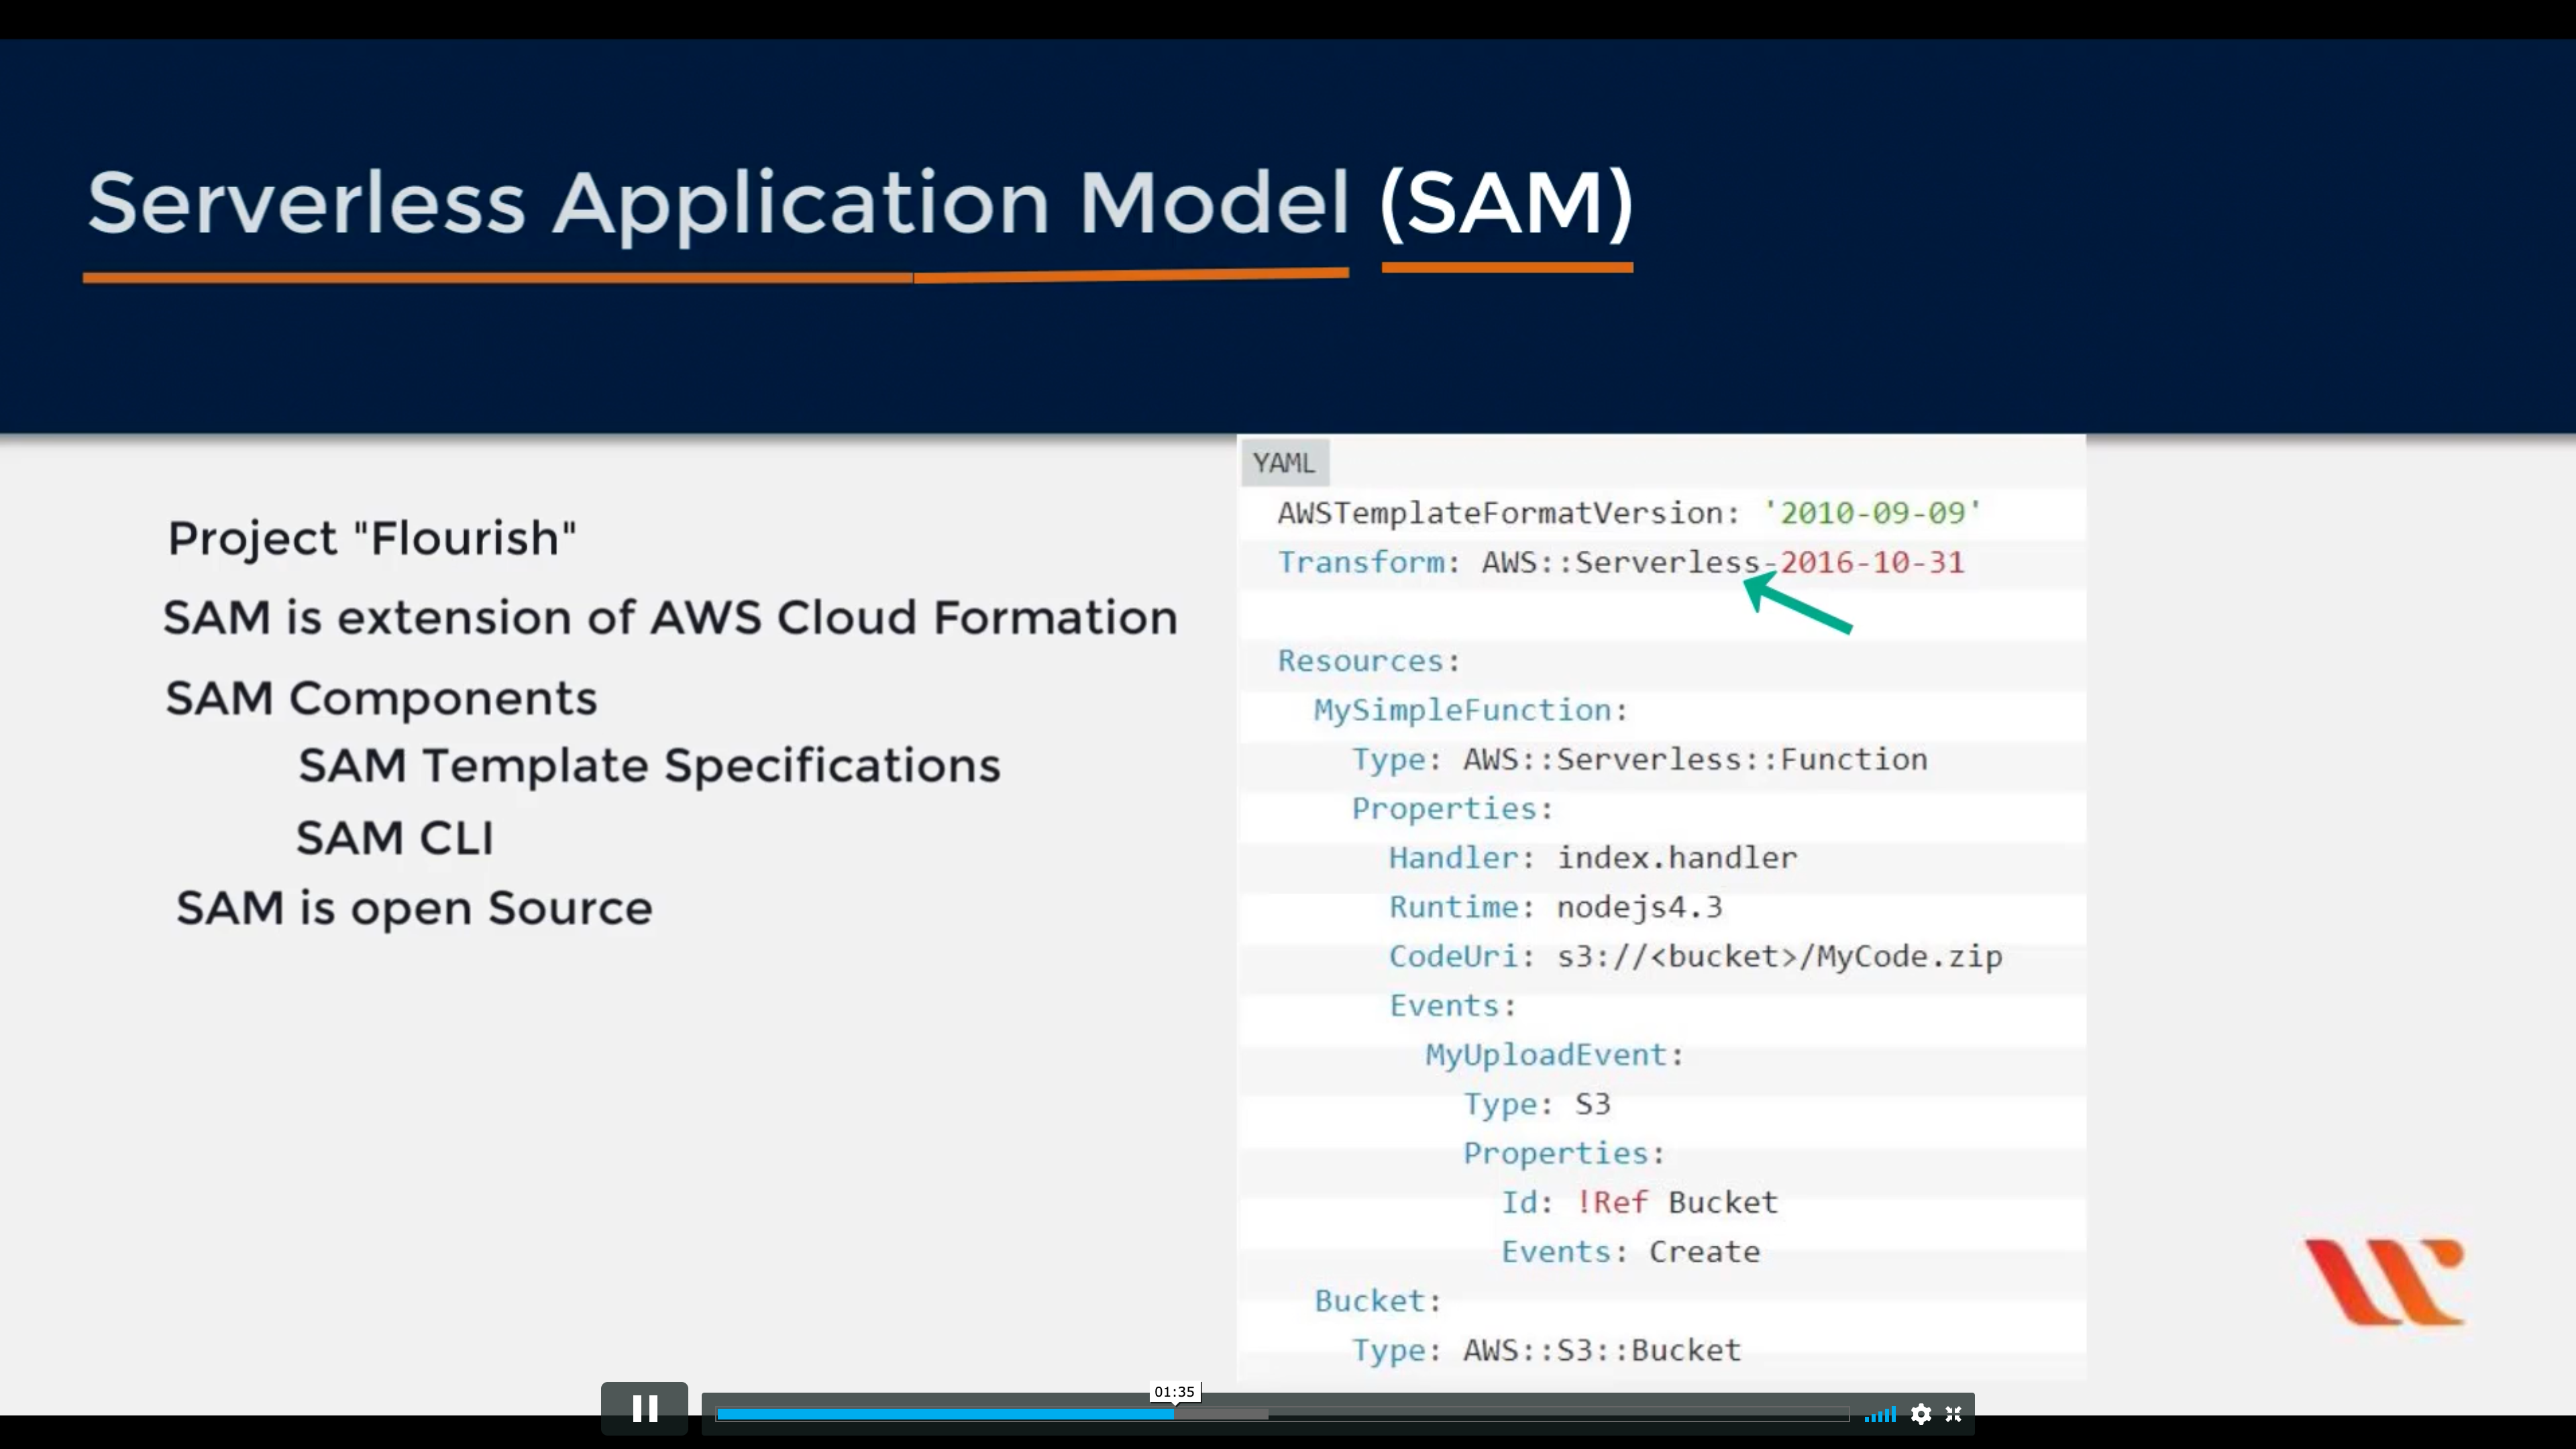 Serverless Application Model (SAM)
Project "Flourish"
SAM is extension of AWS Cloud Formation
SAM Components
SAM Template Specifications
SAM CLI
SAM is open Source
YAML
AWSTemplateFormatVersion: '2010-09-09'
Transform: AWS::Serverless-2016-10-31
Resources:
MySimpleFunction:
Type: AWS::Serverless::Function
Properties:
Handler: index.handler
Runtime: nodejs4.3
CodeUri: s3://<bucket>/MyCode.zip
Events:
MyUploadEvent:
Type: S3
Properties:
Id: !Ref Bucket
Events: Create
Bucket:
Type: AWS::S3::Bucket
01:35